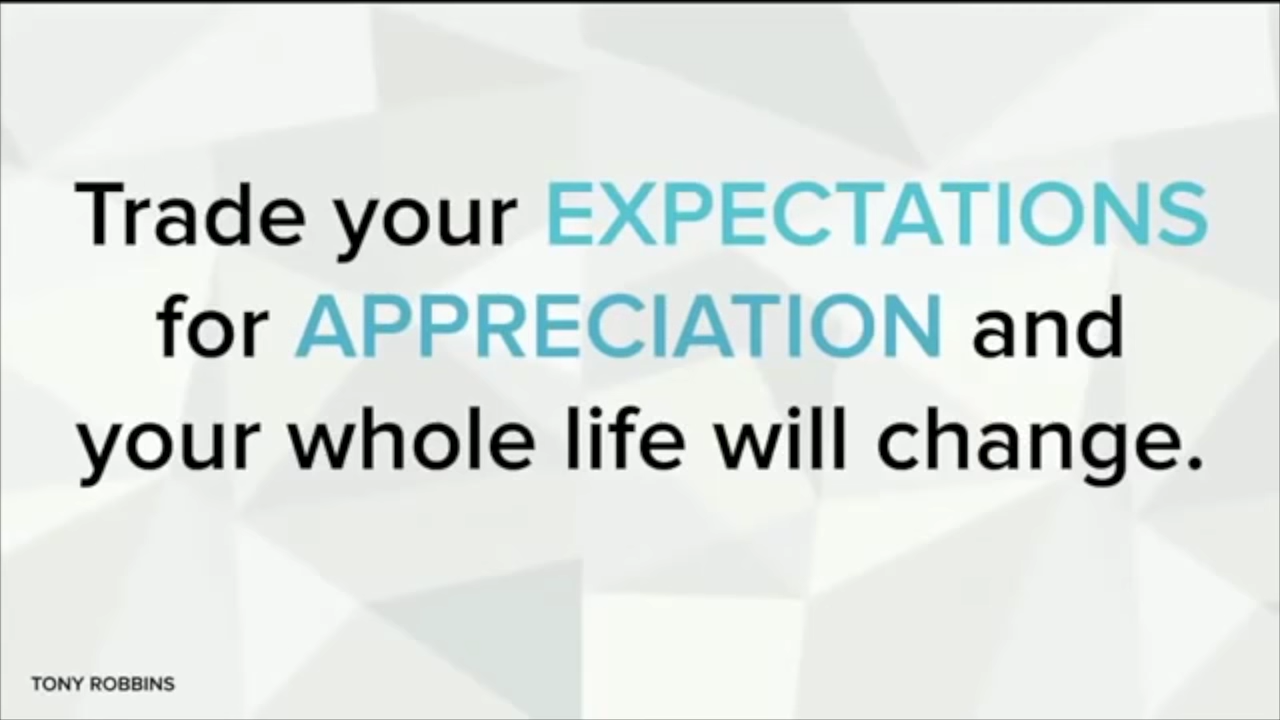 Trade your EXPECTATIONS
for APPRECIATION and
your whole life will change.
TONY ROBBINS